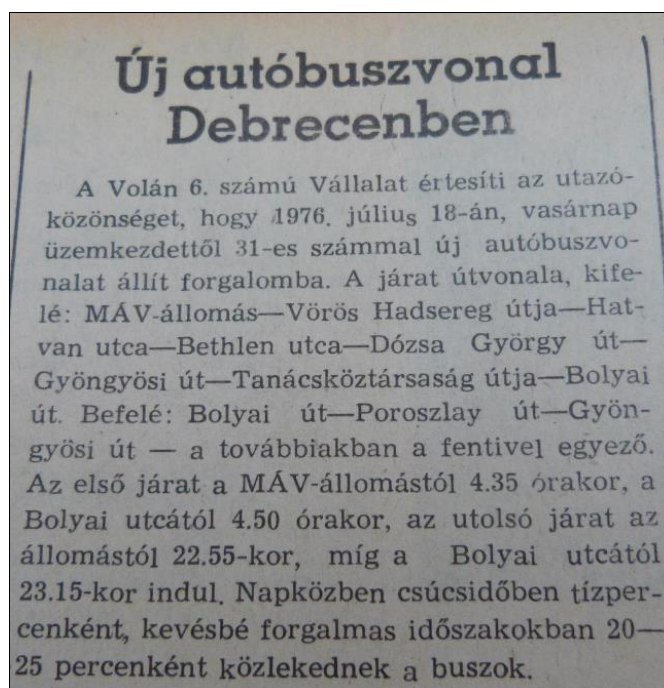 Új autóbuszvonal
Debrecenben
A Volán 6. számú Vállalat értesíti az utazó-
közönséget, hogy 1976. július 18-án, vasárnap
üzemkezdettől 31-es számmal új autóbuszvo-
nalat állít forgalomba. A járat útvonala, kife-
lé: MÁV-állomás—Vörös Hadsereg útja—Hat-
van utca—Bethlen utca—Dózsa György út—
Gyöngyösi út—Tanácsköztársaság útja—Bolyai
út. Befelé: Bolyai út—Poroszlay út—Gyön-
gyösi út — a továbbiakban a fentivel egyező.
Az első járat a MÁV-állomástól 4.35 órakor, a
Bolyai utcától 4.50 órakor, az utolsó járat az
állomástól 22.55-kor, míg a Bolyai utcától
23.15-kor indul. Napközben csúcsidőben tízper-
cenként, kevésbé forgalmas időszakokban 20—
25 percenként közlekednek a buszok.